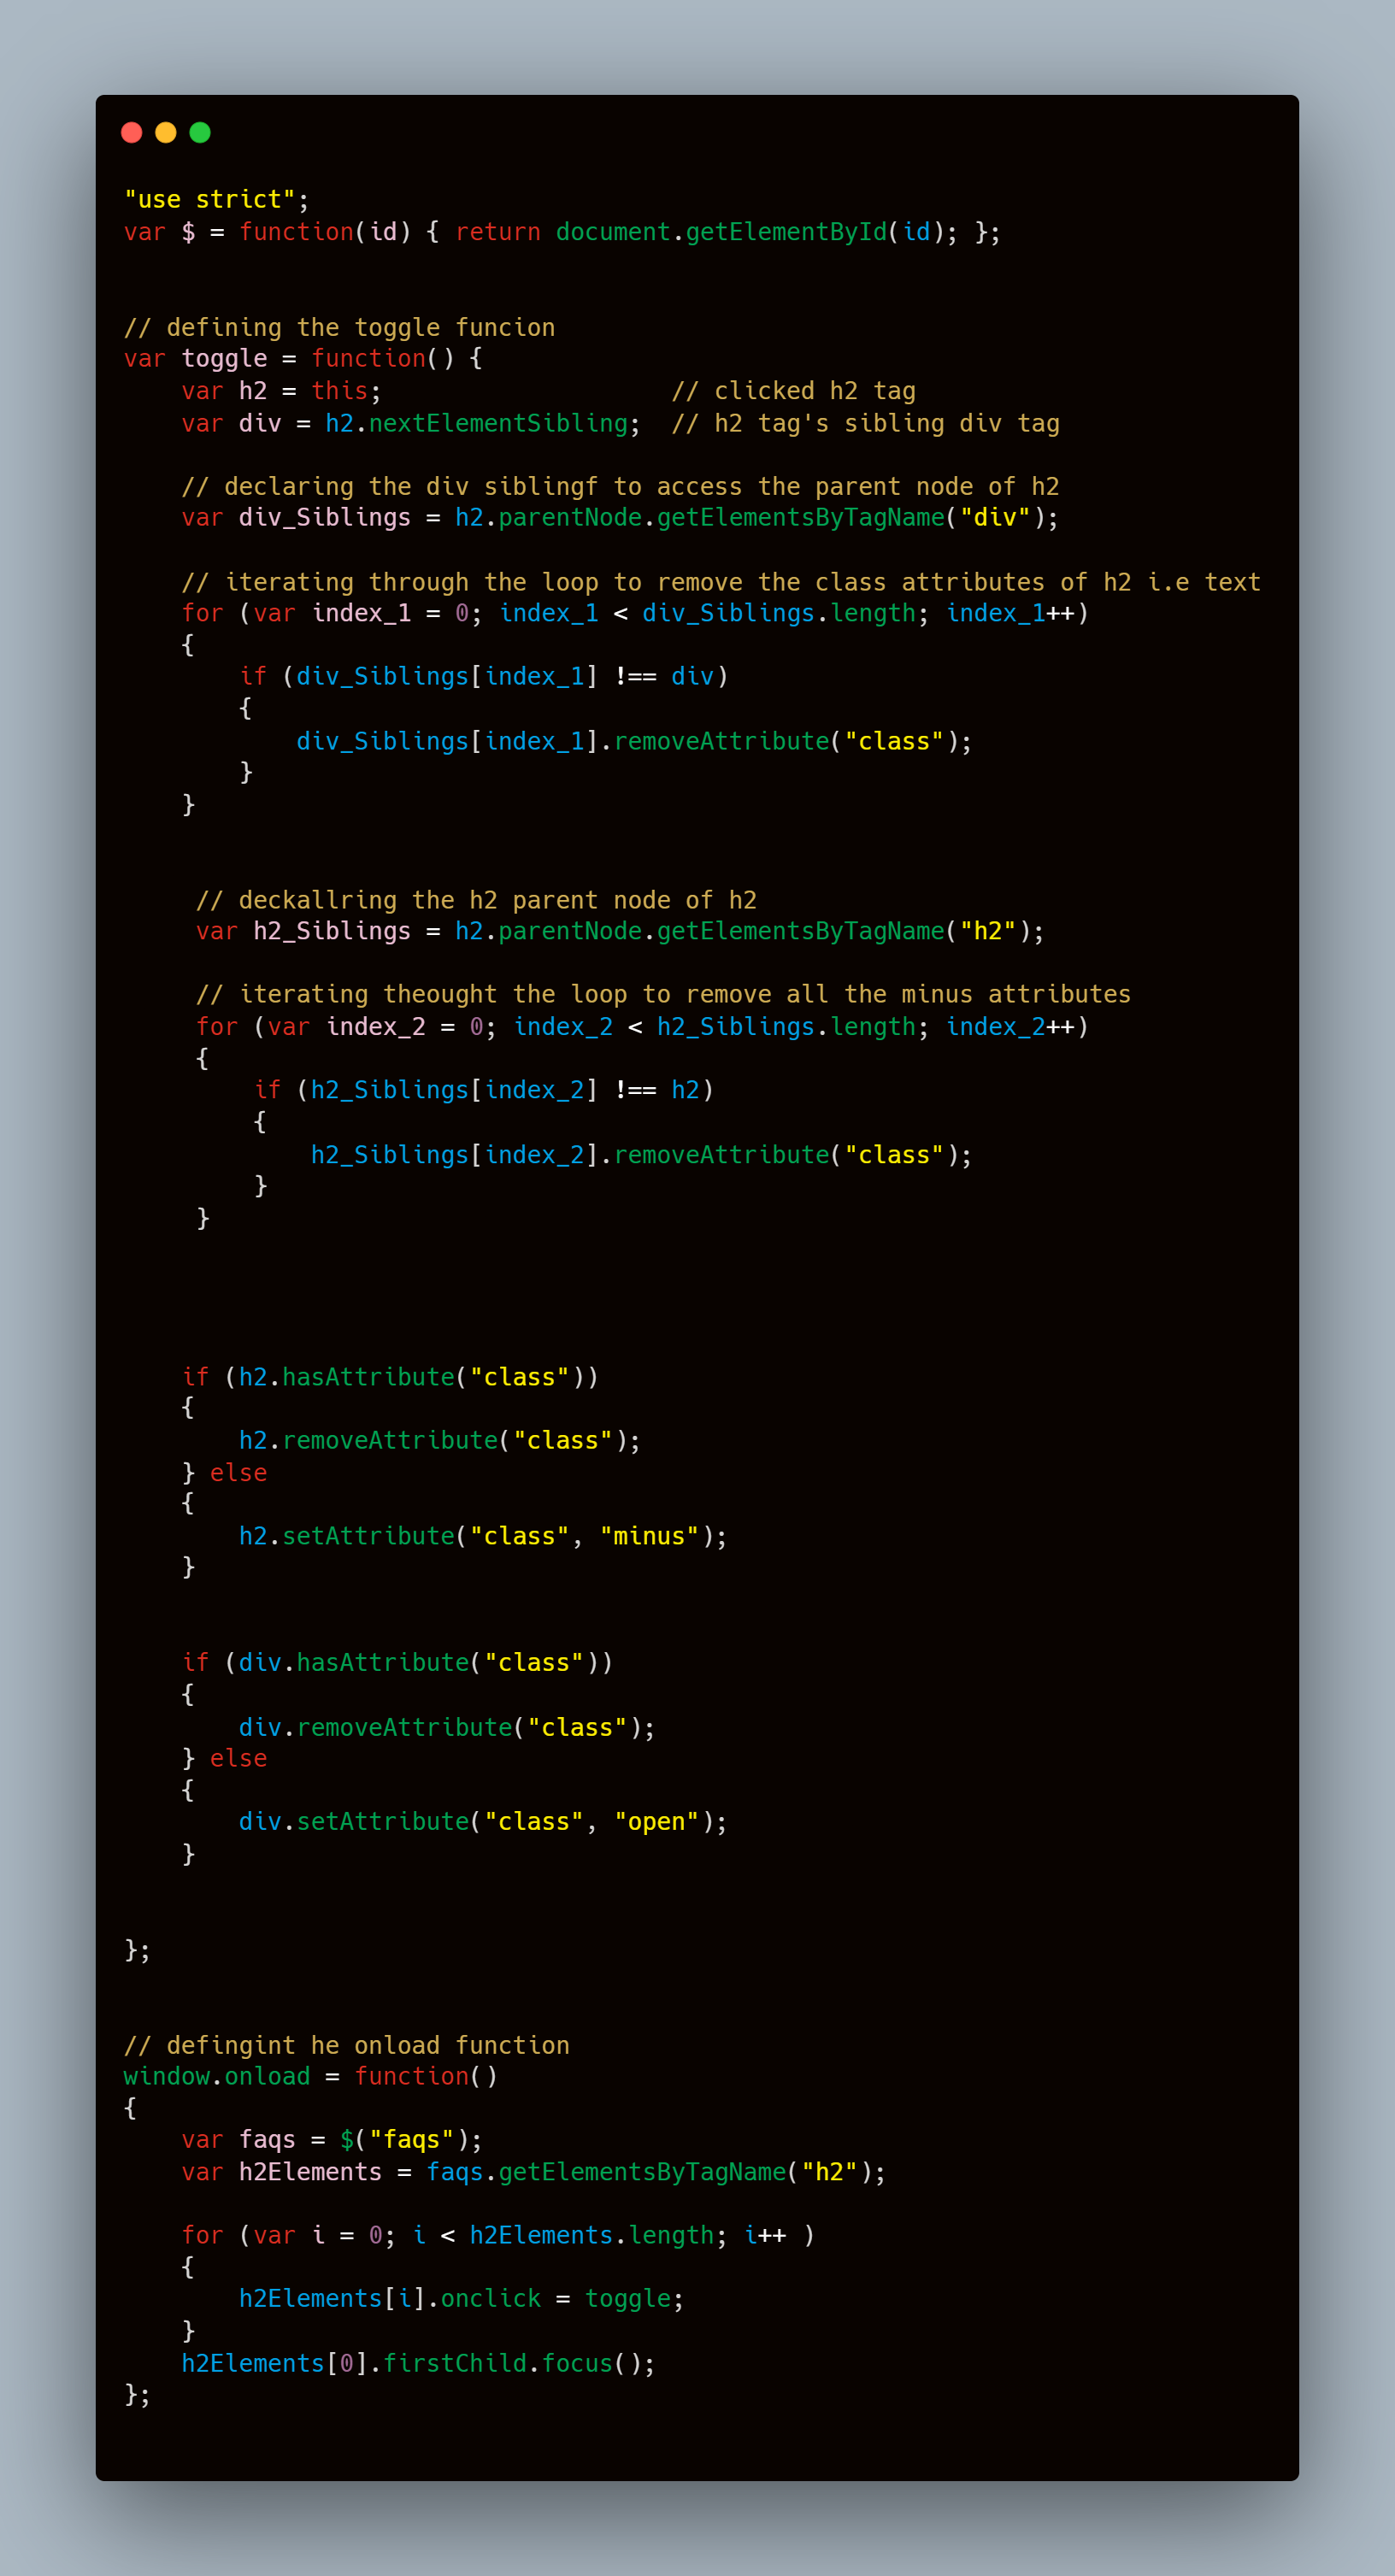 "use strict";
var $ = function(id) { return document.getElementById(id); };
// defining the toggle funcion
var toggle = function() {
    var h2 = this;                    // clicked h2 tag
    var div = h2.nextElementSibling;  // h2 tag's sibling div tag
    // declaring the div siblingf to access the parent node of h2
    var div_Siblings = h2.parentNode.getElementsByTagName("div");
    // iterating through the loop to remove the class attributes of h2 i.e text
    for (var index_1 = 0; index_1 < div_Siblings.length; index_1++)
    {
        if (div_Siblings[index_1] !== div)
        {
            div_Siblings[index_1].removeAttribute("class");
        }
    }
     // deckallring the h2 parent node of h2
     var h2_Siblings = h2.parentNode.getElementsByTagName("h2");
     // iterating theought the loop to remove all the minus attributes
     for (var index_2 = 0; index_2 < h2_Siblings.length; index_2++)
     {
         if (h2_Siblings[index_2] !== h2)
         {
             h2_Siblings[index_2].removeAttribute("class");
         }
     }
    if (h2.hasAttribute("class"))
    {
        h2.removeAttribute("class");
    } else
    {
        h2.setAttribute("class", "minus");
    }
    if (div.hasAttribute("class"))
    {
        div.removeAttribute("class");
    } else
    {
        div.setAttribute("class", "open");
    }
};
// defingint he onload function
window.onload = function()
{
    var faqs = $("faqs");
    var h2Elements = faqs.getElementsByTagName("h2");
    for (var i = 0; i < h2Elements.length; i++ )
    {
        h2Elements[i].onclick = toggle;
    }
    h2Elements[0].firstChild.focus();
};